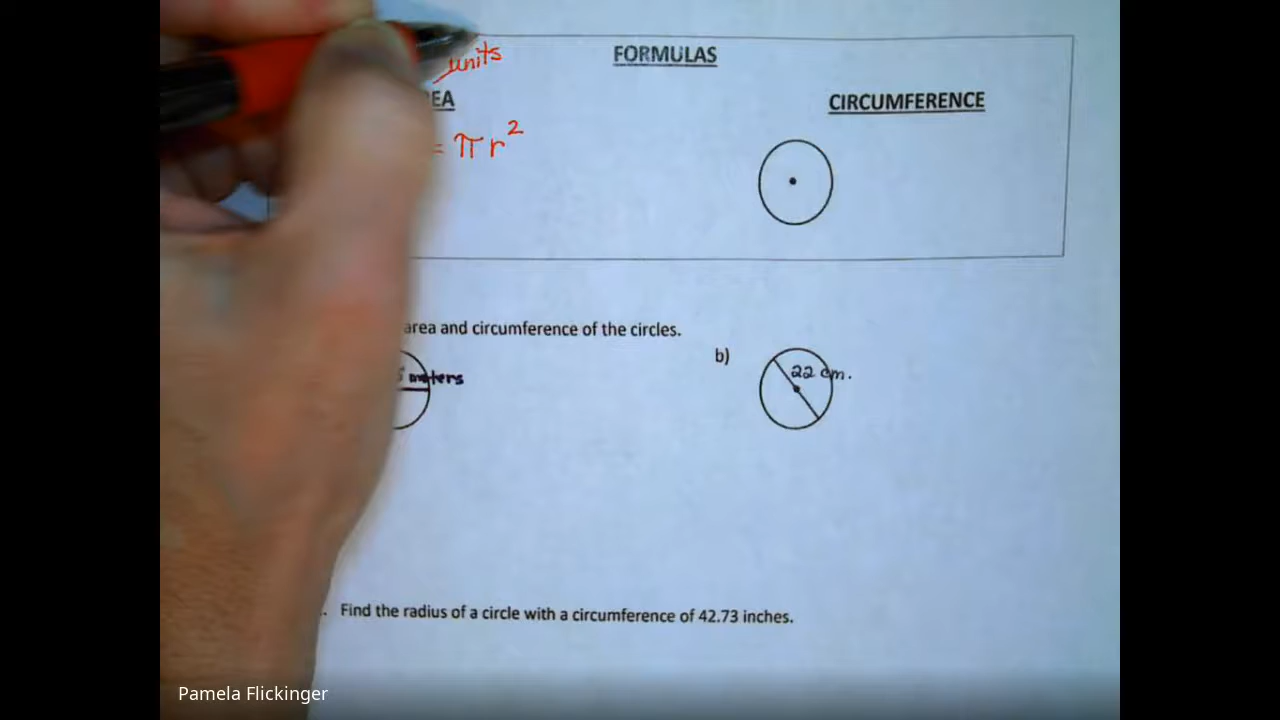 units
FORMULAS
EA
CIRCUMFERENCE
= πr²
area and circumference of the circles.
b)
22 cm.
meters
. Find the radius of a circle with a circumference of 42.73 inches.
Pamela Flickinger